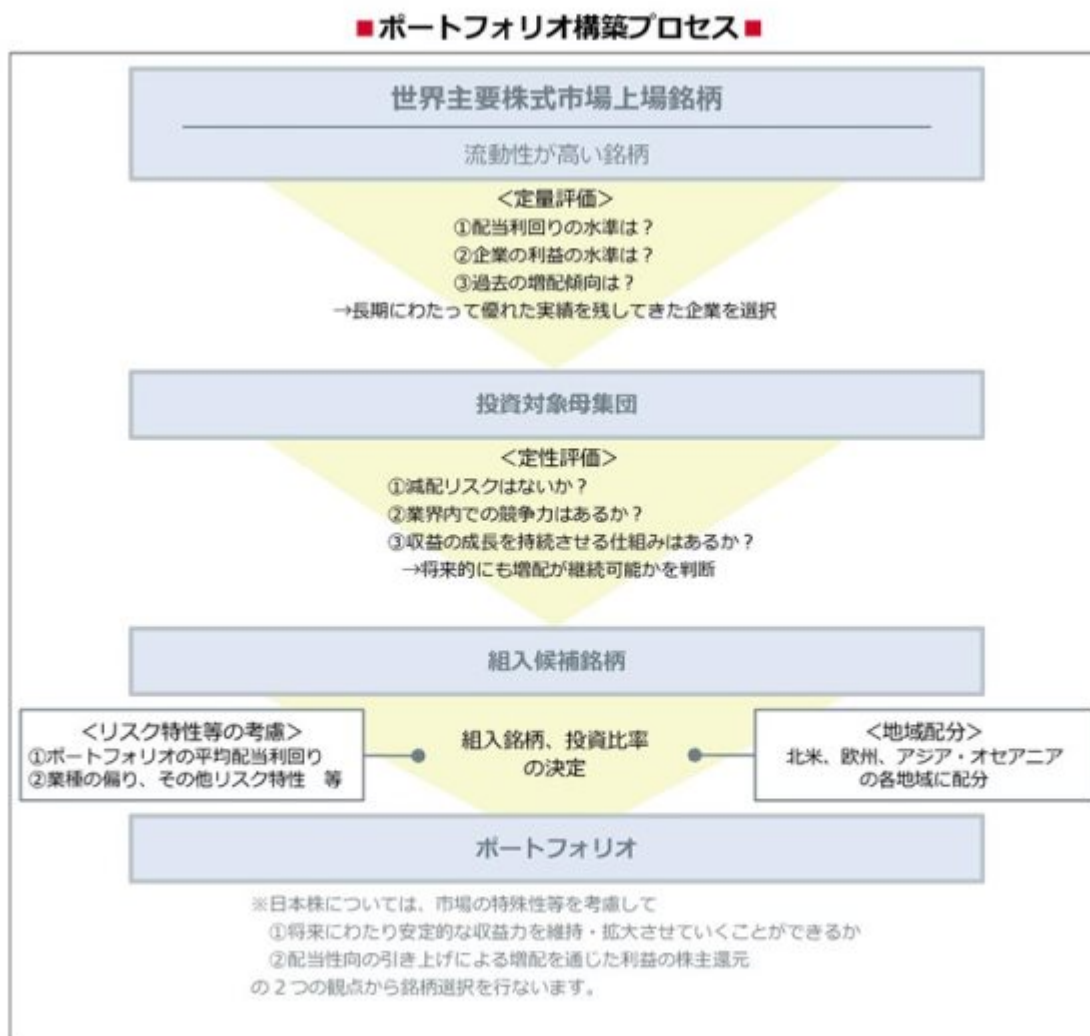 ■ポートフォリオ構築プロセス■
世界主要株式市場上場銘柄
流動性が高い銘柄
＜定量評価＞
①配当利回りの水準は？
②企業の利益の水準は？
③過去の増配傾向は？
→長期にわたって優れた実績を残してきた企業を選択
投資対象母集団
＜定性評価＞
①減配リスクはないか？
②業界内での競争力はあるか？
③収益の成長を持続させる仕組みはあるか？
→将来的にも増配が継続可能かを判断
組入候補銘柄
＜リスク特性等の考慮＞
①ポートフォリオの平均配当利回り
②業種の偏り、その他リスク特性　等
組入銘柄、投資比率
の決定
＜地域配分＞
北米、欧州、アジア・オセアニア
の各地域に配分
ポートフォリオ
※日本株については、市場の特殊性等を考慮して
①将来にわたり安定的な収益力を維持・拡大させていくことができるか
②配当性向の引き上げによる増配を通じた利益の株主還元
の２つの観点から銘柄選択を行ないます。